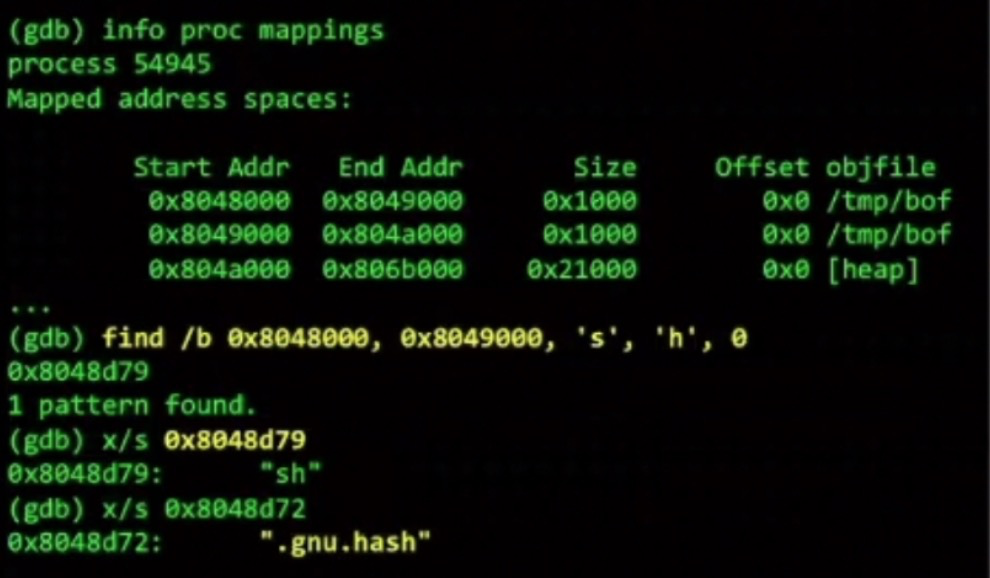 (gdb) info proc mappings
process 54945
Mapped address spaces:
Start Addr End Addr Size Offset objfile
0x8048000 0x8049000 0x1000 0x0 /tmp/bof
0x8049000 0x804a000 0x1000 0x0 /tmp/bof
0x804a000 0x806b000 0x21000 0x0 [heap]
...
(gdb) find /b 0x8048000, 0x8049000, 's', 'h', 0
0x8048d79
1 pattern found.
(gdb) x/s 0x8048d79
0x8048d79: "sh"
(gdb) x/s 0x8048d72
0x8048d72: ".gnu.hash"